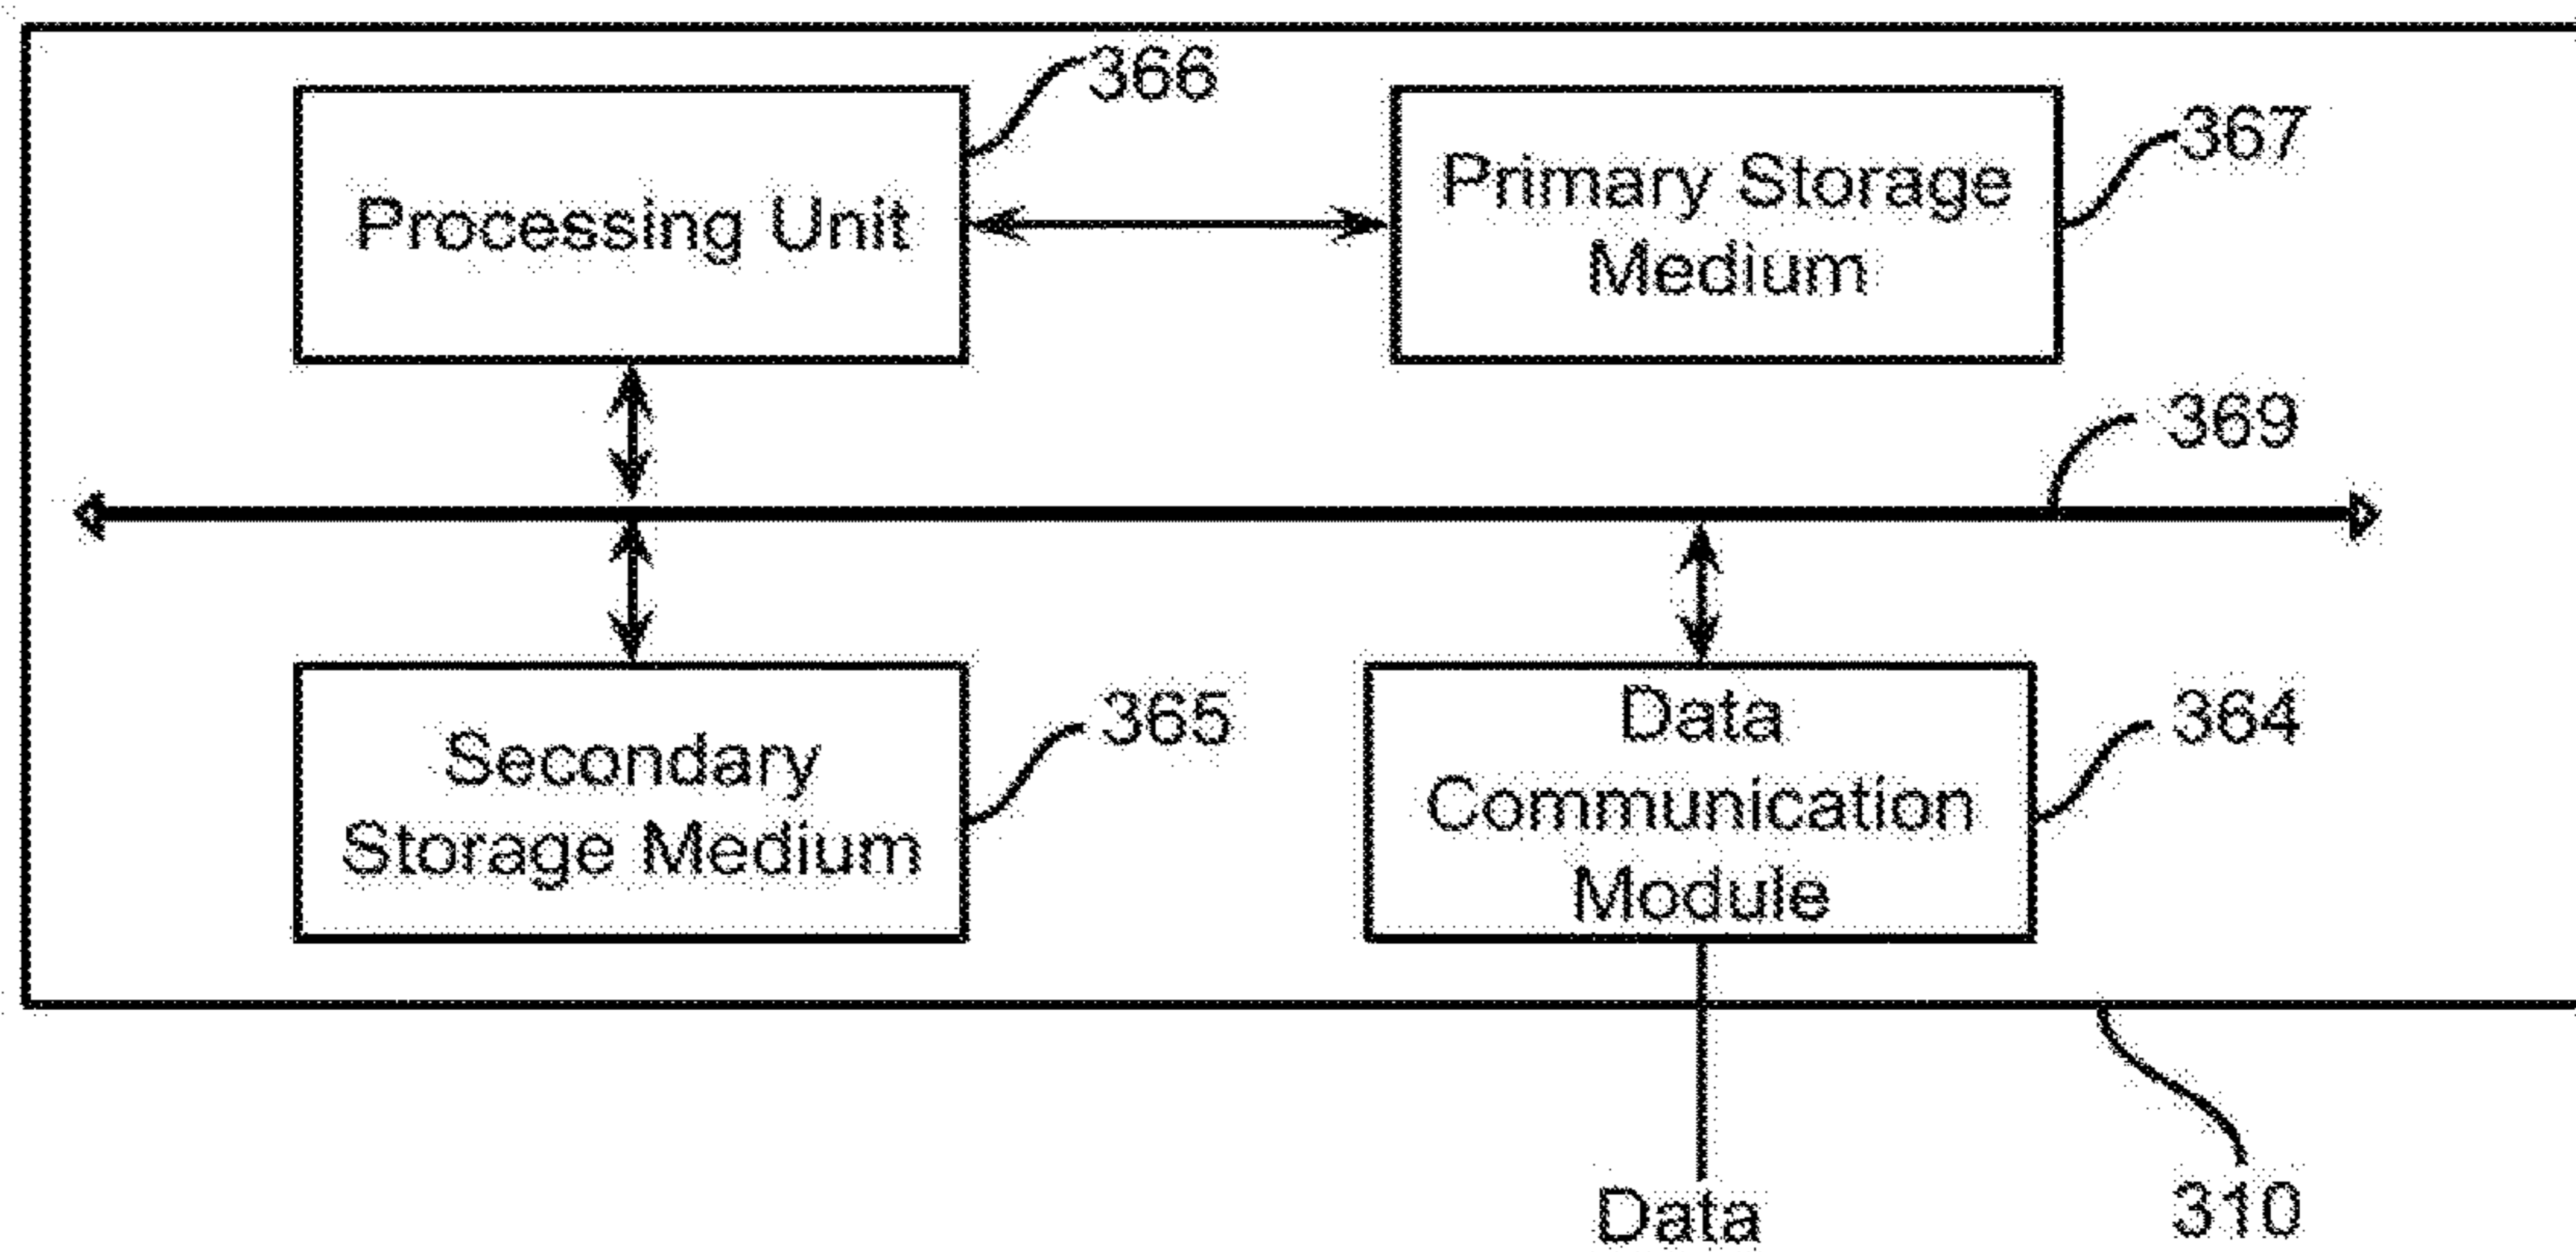 366
367
Processing Unit
Primary Storage
Medium
369
365
364
Secondary
Storage Medium
Data
Communication
Module
Data
310